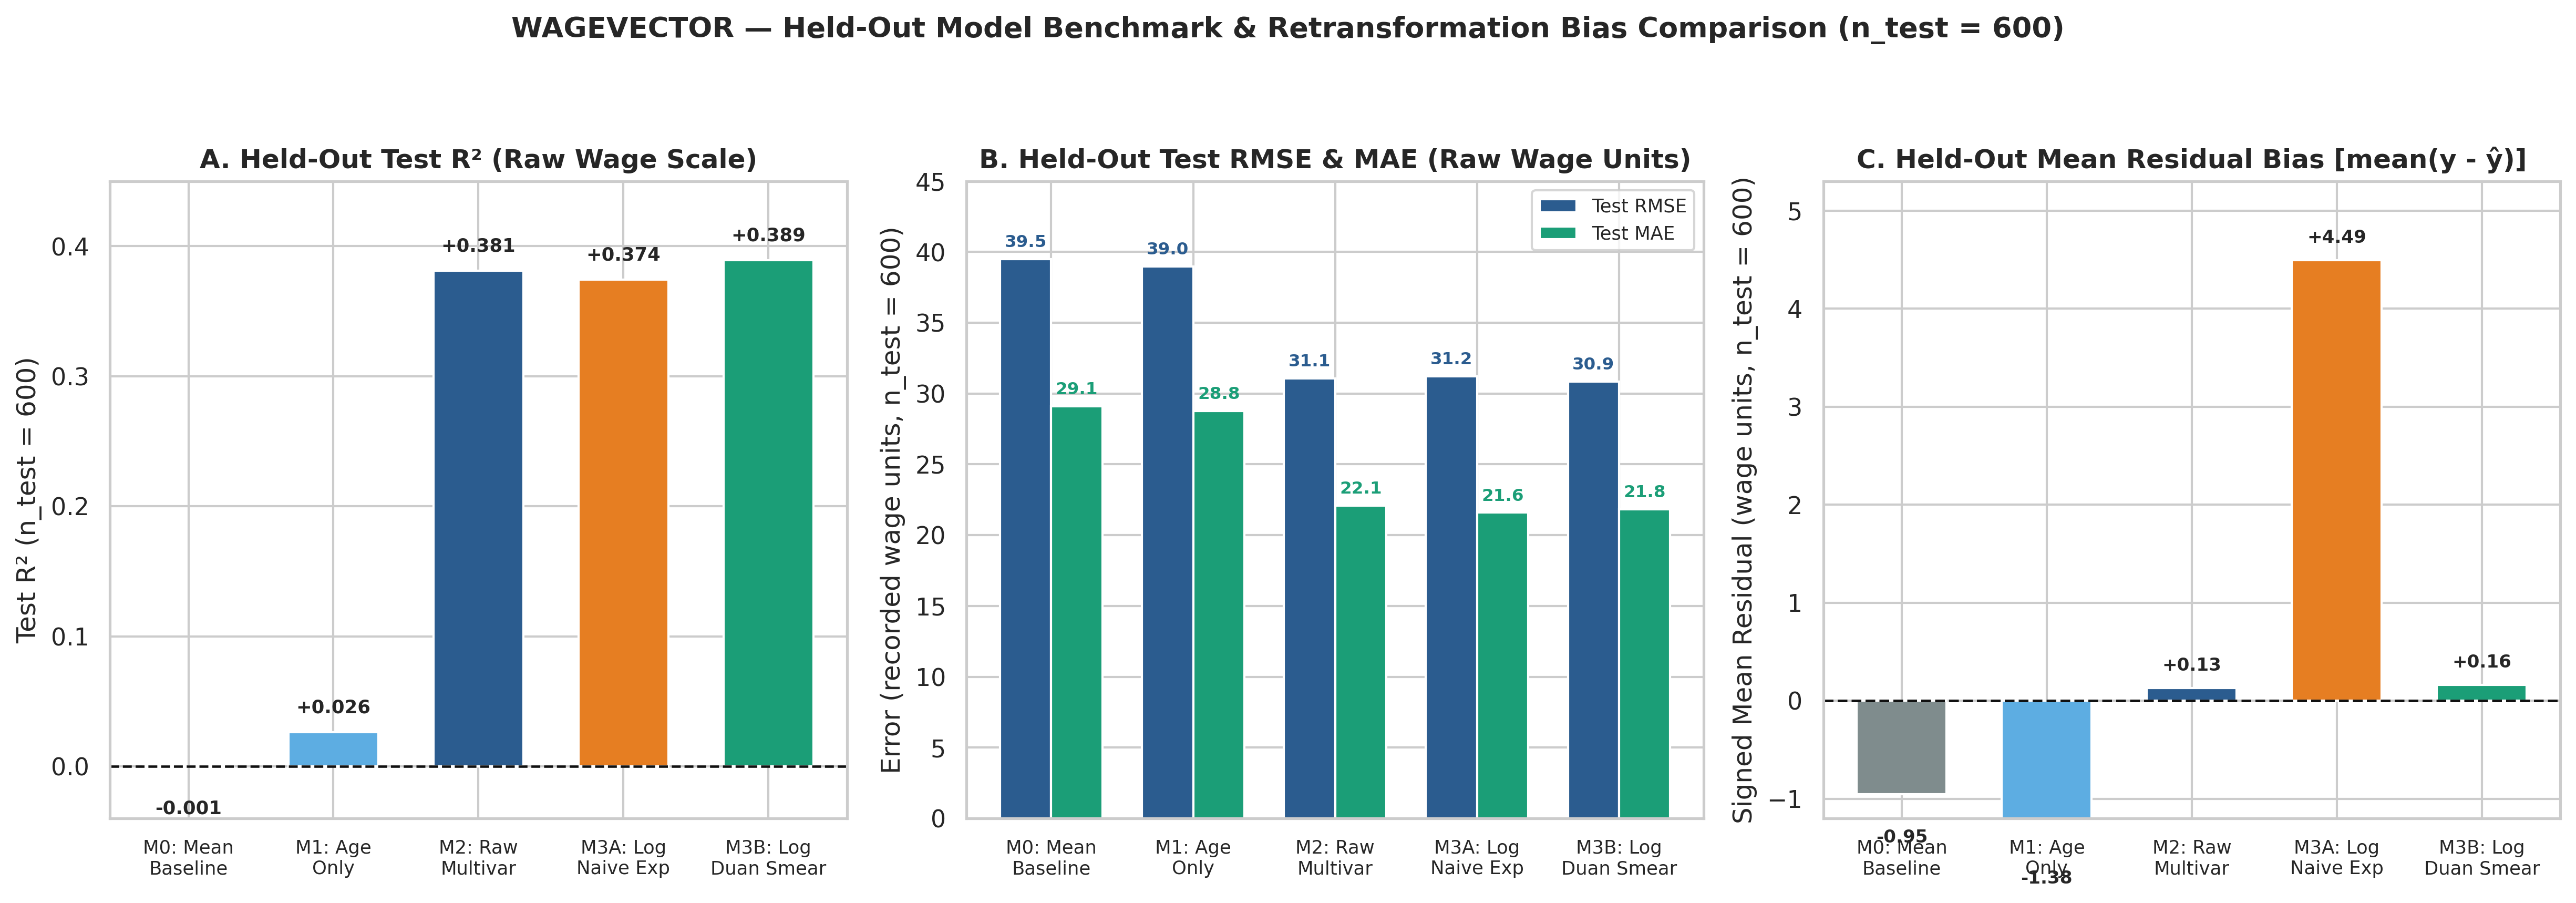 WAGEVECTOR — Held-Out Model Benchmark & Retransformation Bias Comparison (n_test = 600)
A. Held-Out Test R² (Raw Wage Scale)
Test R² (n_test = 600)
0.4
0.3
0.2
0.1
0.0
-0.001
+0.026
+0.381
+0.374
+0.389
M0: Mean
Baseline
M1: Age
Only
M2: Raw
Multivar
M3A: Log
Naive Exp
M3B: Log
Duan Smear
B. Held-Out Test RMSE & MAE (Raw Wage Units)
Error (recorded wage units, n_test = 600)
45
40
35
30
25
20
15
10
5
0
Test RMSE
Test MAE
39.5
29.1
39.0
28.8
31.1
22.1
31.2
21.6
30.9
21.8
M0: Mean
Baseline
M1: Age
Only
M2: Raw
Multivar
M3A: Log
Naive Exp
M3B: Log
Duan Smear
C. Held-Out Mean Residual Bias [mean(y - ŷ)]
Signed Mean Residual (wage units, n_test = 600)
5
4
3
2
1
0
−1
-0.95
-1.38
+0.13
+4.49
+0.16
M0: Mean
Baseline
M1: Age
Only
M2: Raw
Multivar
M3A: Log
Naive Exp
M3B: Log
Duan Smear